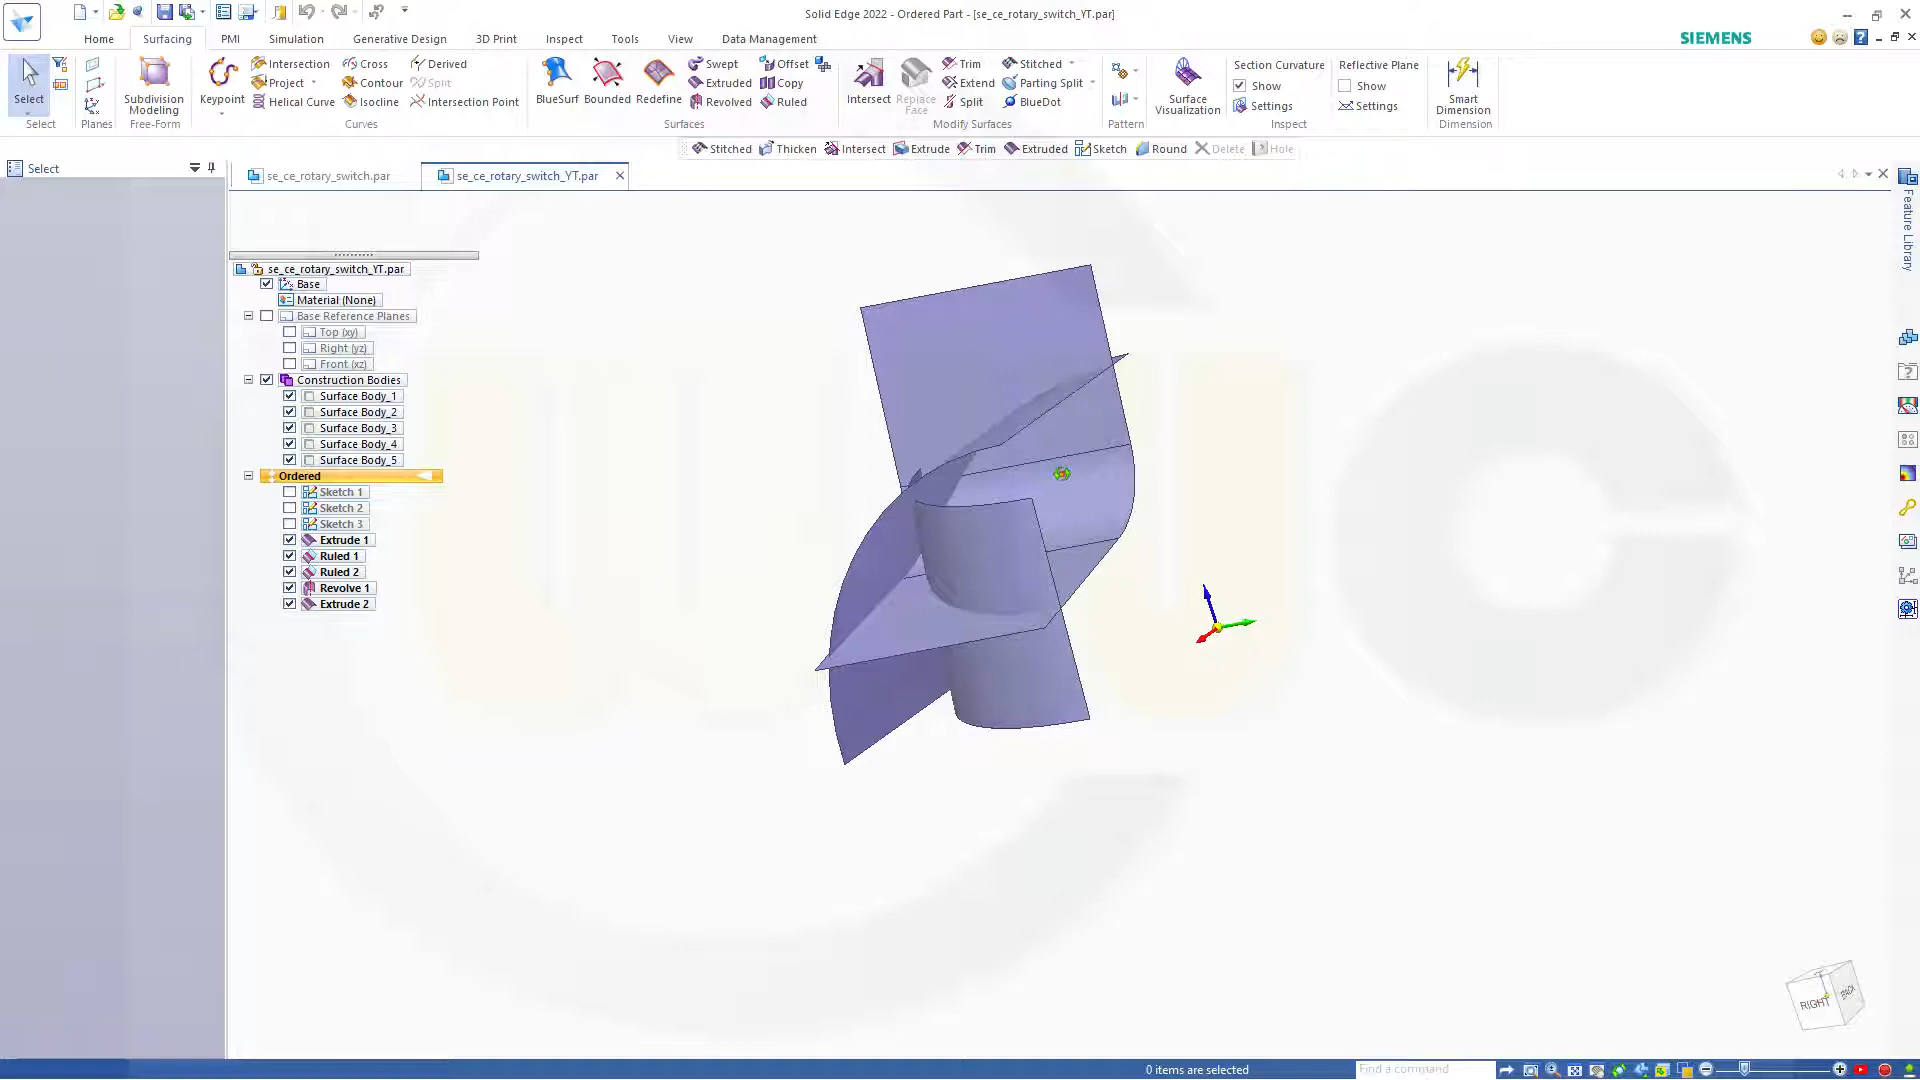 Solid Edge 2022 - Ordered Part - [se_ce_rotary_switch_YT.par]
Home Surfacing PMI Simulation Generative Design 3D Print Inspect Tools View Data Management
SIEMENS
Select
Select
Planes
Subdivision
Modeling
Free-Form
Keypoint
Intersection
Project
Helical Curve
Cross
Contour
Isocline
Derived
Split
Intersection Point
Curves
BlueSurf
Bounded
Redefine
Swept
Extruded
Revolved
Offset
Copy
Ruled
Surfaces
Intersect
Replace
Face
Trim
Extend
Split
Stitched
Parting Split
BlueDot
Modify Surfaces
Pattern
Surface
Visualization
Section Curvature
Show
Settings
Reflective Plane
Show
Settings
Inspect
Smart
Dimension
Dimension
Stitched Thicken Intersect Extrude Trim Extruded Sketch Round Delete Hole
Select
se_ce_rotary_switch.par
se_ce_rotary_switch_YT.par
se_ce_rotary_switch_YT.par
Base
Material (None)
Base Reference Planes
Top (xy)
Right (yz)
Front (xz)
Construction Bodies
Surface Body_1
Surface Body_2
Surface Body_3
Surface Body_4
Surface Body_5
Ordered
Sketch 1
Sketch 2
Sketch 3
Extrude 1
Ruled 1
Ruled 2
Revolve 1
Extrude 2
Feature Library
RIGHT
BACK
0 items are selected
Find a command